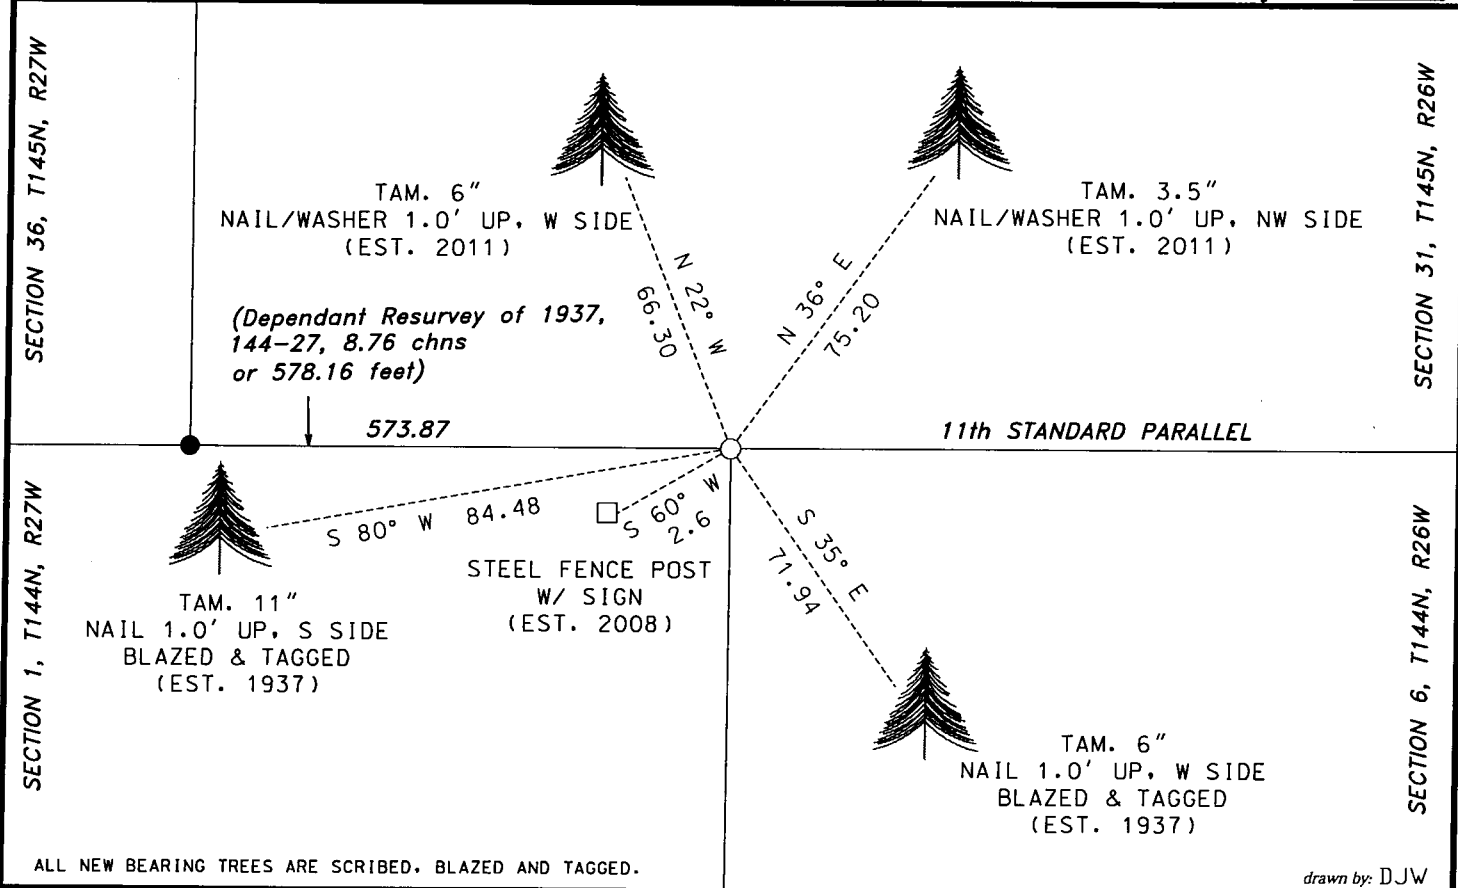 SECTION 36, T145N, R27W
SECTION 31, T145N, R26W
TAM. 6"
NAIL/WASHER 1.0' UP, W SIDE
(EST. 2011)
TAM. 3.5"
NAIL/WASHER 1.0' UP, NW SIDE
(EST. 2011)
N 22° W
66.30
N 36° E
75.20
(Dependant Resurvey of 1937,
144-27, 8.76 chns
or 578.16 feet)
573.87
11th STANDARD PARALLEL
S 80° W 84.48
S 60° W
2.6
S 35° E
71.94
STEEL FENCE POST
W/ SIGN
(EST. 2008)
TAM. 11"
NAIL 1.0' UP, S SIDE
BLAZED & TAGGED
(EST. 1937)
SECTION 1, T144N, R27W
SECTION 6, T144N, R26W
TAM. 6"
NAIL 1.0' UP, W SIDE
BLAZED & TAGGED
(EST. 1937)
ALL NEW BEARING TREES ARE SCRIBED, BLAZED AND TAGGED.
drawn by: DJW